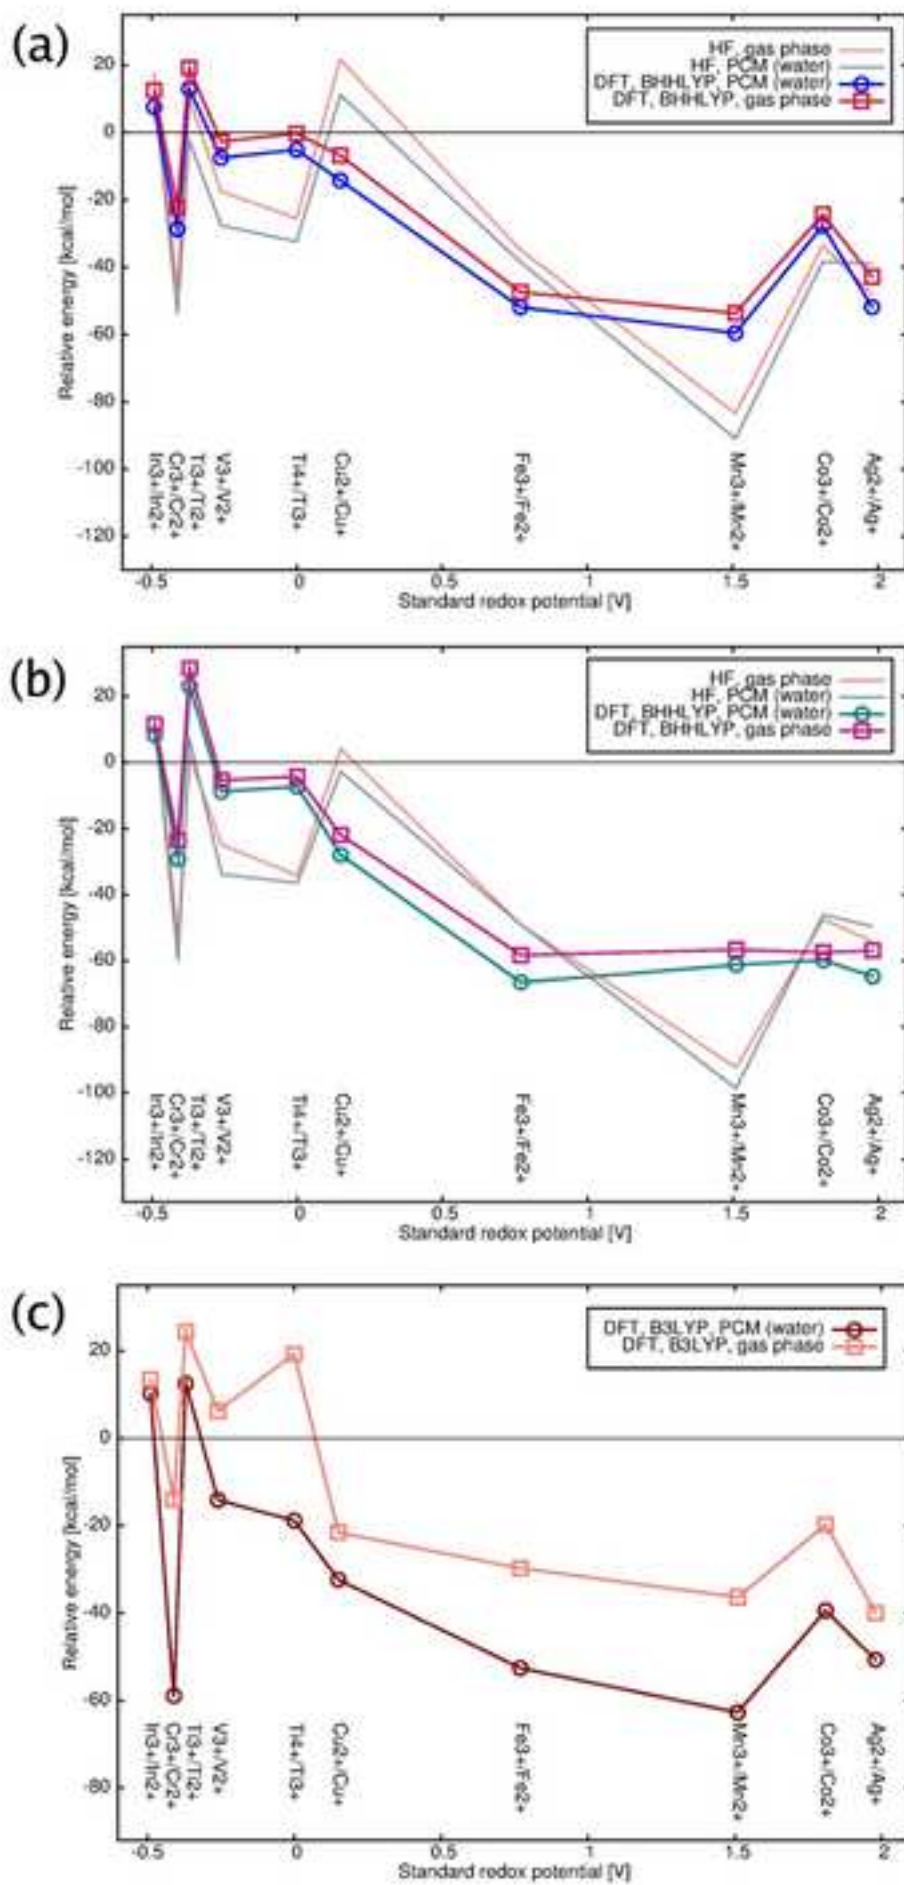 (a)
HF, gas phase
HF, PCM (water)
DFT, BHHLYP, PCM (water)
DFT, BHHLYP, gas phase
20
0
-20
-40
-60
-80
-100
-120
Relative energy [kcal/mol]
In3+/In2+
Cr3+/Cr2+
Ti3+/Ti2+
V3+/V2+
Ti4+/Ti3+
Cu2+/Cu+
Fe3+/Fe2+
Mn3+/Mn2+
Co3+/Co2+
Ag2+/Ag+
-0.5 0 0.5 1 1.5 2
Standard redox potential [V]
(b)
HF, gas phase
HF, PCM (water)
DFT, BHHLYP, PCM (water)
DFT, BHHLYP, gas phase
20
0
-20
-40
-60
-80
-100
-120
Relative energy [kcal/mol]
In3+/In2+
Cr3+/Cr2+
Ti3+/Ti2+
V3+/V2+
Ti4+/Ti3+
Cu2+/Cu+
Fe3+/Fe2+
Mn3+/Mn2+
Co3+/Co2+
Ag2+/Ag+
-0.5 0 0.5 1 1.5 2
Standard redox potential [V]
(c)
DFT, B3LYP, PCM (water)
DFT, B3LYP, gas phase
20
0
-20
-40
-60
-80
Relative energy [kcal/mol]
In3+/In2+
Cr3+/Cr2+
Ti3+/Ti2+
V3+/V2+
Ti4+/Ti3+
Cu2+/Cu+
Fe3+/Fe2+
Mn3+/Mn2+
Co3+/Co2+
Ag2+/Ag+
-0.5 0 0.5 1 1.5 2
Standard redox potential [V]